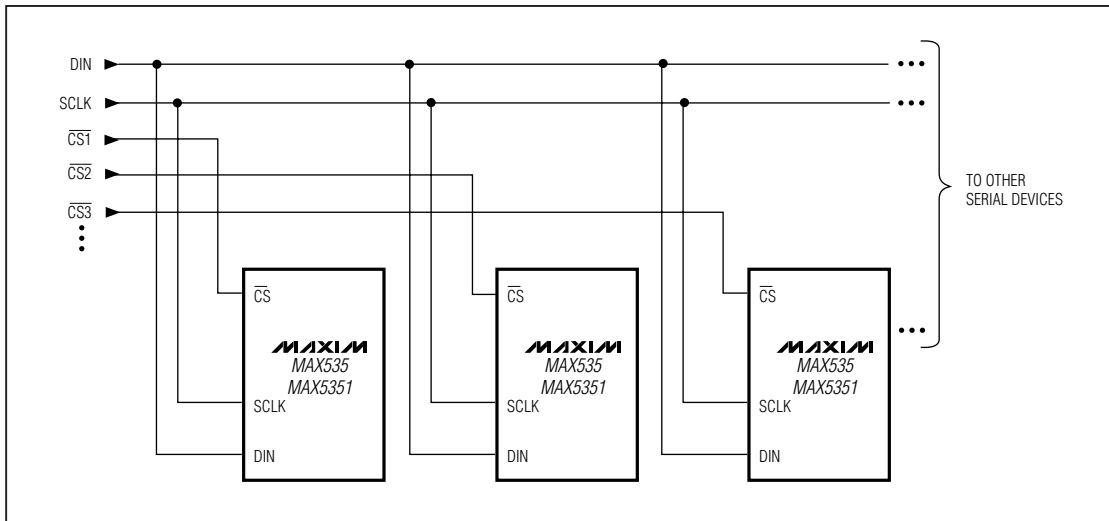 DIN
SCLK
CS1
CS2
CS3
TO OTHER
SERIAL DEVICES
CS
MAXIM
MAX535
MAX5351
SCLK
DIN
CS
MAXIM
MAX535
MAX5351
SCLK
DIN
CS
MAXIM
MAX535
MAX5351
SCLK
DIN